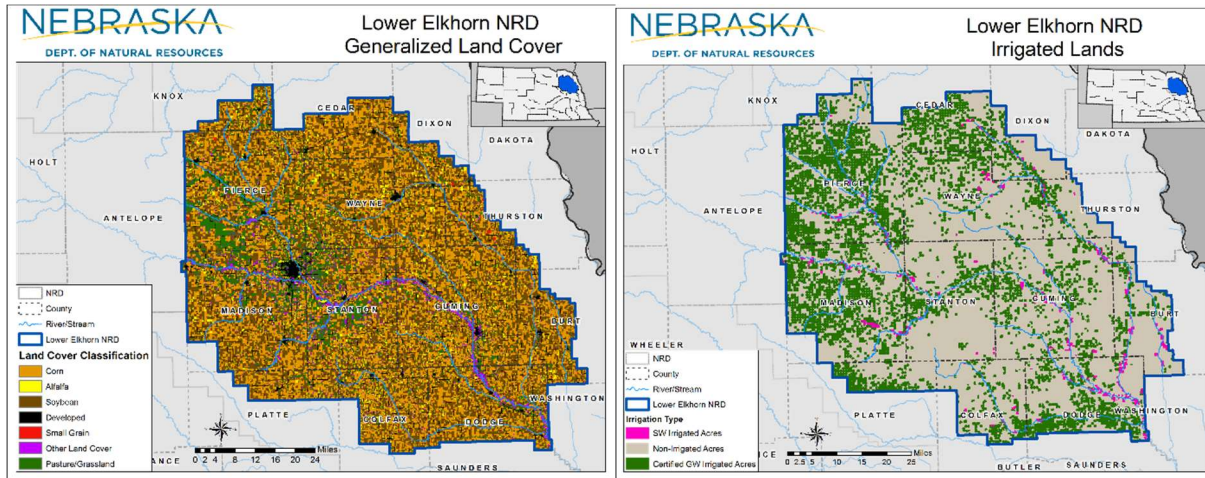 NEBRASKA
DEPT. OF NATURAL RESOURCES
Lower Elkhorn NRD
Generalized Land Cover
KNOX
CEDAR
DIXON
DAKOTA
HOLT
PIERCE
WAYNE
ANTELOPE
THURSTON
MADISON
STANTON
CUMING
BURT
WASHINGTON
PLATTE
COLFAX
DODGE
ANCE
SAUNDERS
NRD
County
River/Stream
Lower Elkhorn NRD
Land Cover Classification
Corn
Alfalfa
Soybean
Developed
Small Grain
Other Land Cover
Pasture/Grassland
Miles
0 2 4 8 12 16 20 24
NEBRASKA
DEPT. OF NATURAL RESOURCES
Lower Elkhorn NRD
Irrigated Lands
KNOX
CEDAR
DIXON
DAKOTA
HOLT
PIERCE
WAYNE
ANTELOPE
THURSTON
MADISON
STANTON
CUMING
BURT
WHEELER
WASHINGTON
PLATTE
COLFAX
DODGE
NCE
BUTLER
SAUNDERS
NRD
County
River/Stream
Lower Elkhorn NRD
Irrigation Type
SW Irrigated Acres
Non-Irrigated Acres
Certified GW Irrigated Acres
Miles
0 2.5 5 10 15 20 25